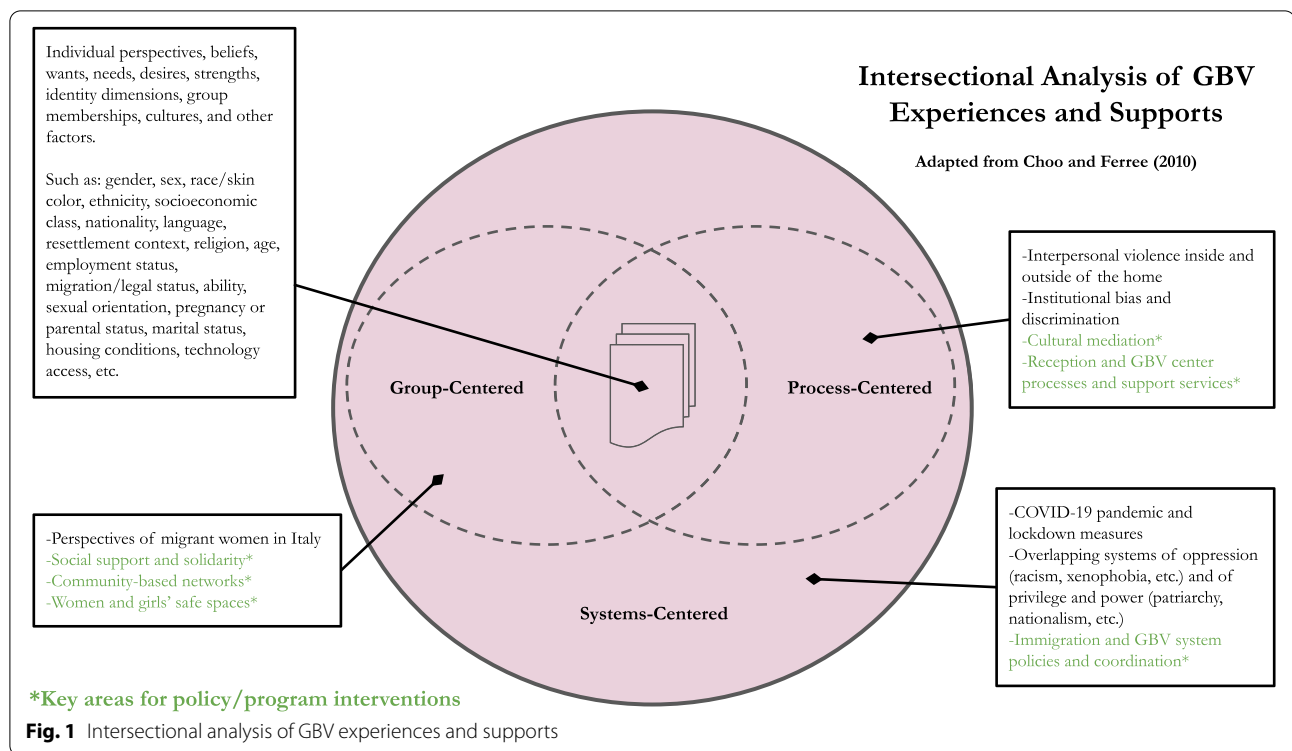 Individual perspectives, beliefs,
wants, needs, desires, strengths,
identity dimensions, group
memberships, cultures, and other
factors.
Such as: gender, sex, race/skin
color, ethnicity, socioeconomic
class, nationality, language,
resettlement context, religion, age,
employment status,
migration/legal status, ability,
sexual orientation, pregnancy or
parental status, marital status,
housing conditions, technology
access, etc.
Intersectional Analysis of GBV
Experiences and Supports
Adapted from Choo and Ferree (2010)
-Interpersonal violence inside and
outside of the home
-Institutional bias and
discrimination
-Cultural mediation*
-Reception and GBV center
processes and support services*
Group-Centered
Process-Centered
-Perspectives of migrant women in Italy
-Social support and solidarity*
-Community-based networks*
-Women and girls’ safe spaces*
Systems-Centered
-COVID-19 pandemic and
lockdown measures
-Overlapping systems of oppression
(racism, xenophobia, etc.) and of
privilege and power (patriarchy,
nationalism, etc.)
-Immigration and GBV system
policies and coordination*
*Key areas for policy/program interventions
Fig. 1 Intersectional analysis of GBV experiences and supports